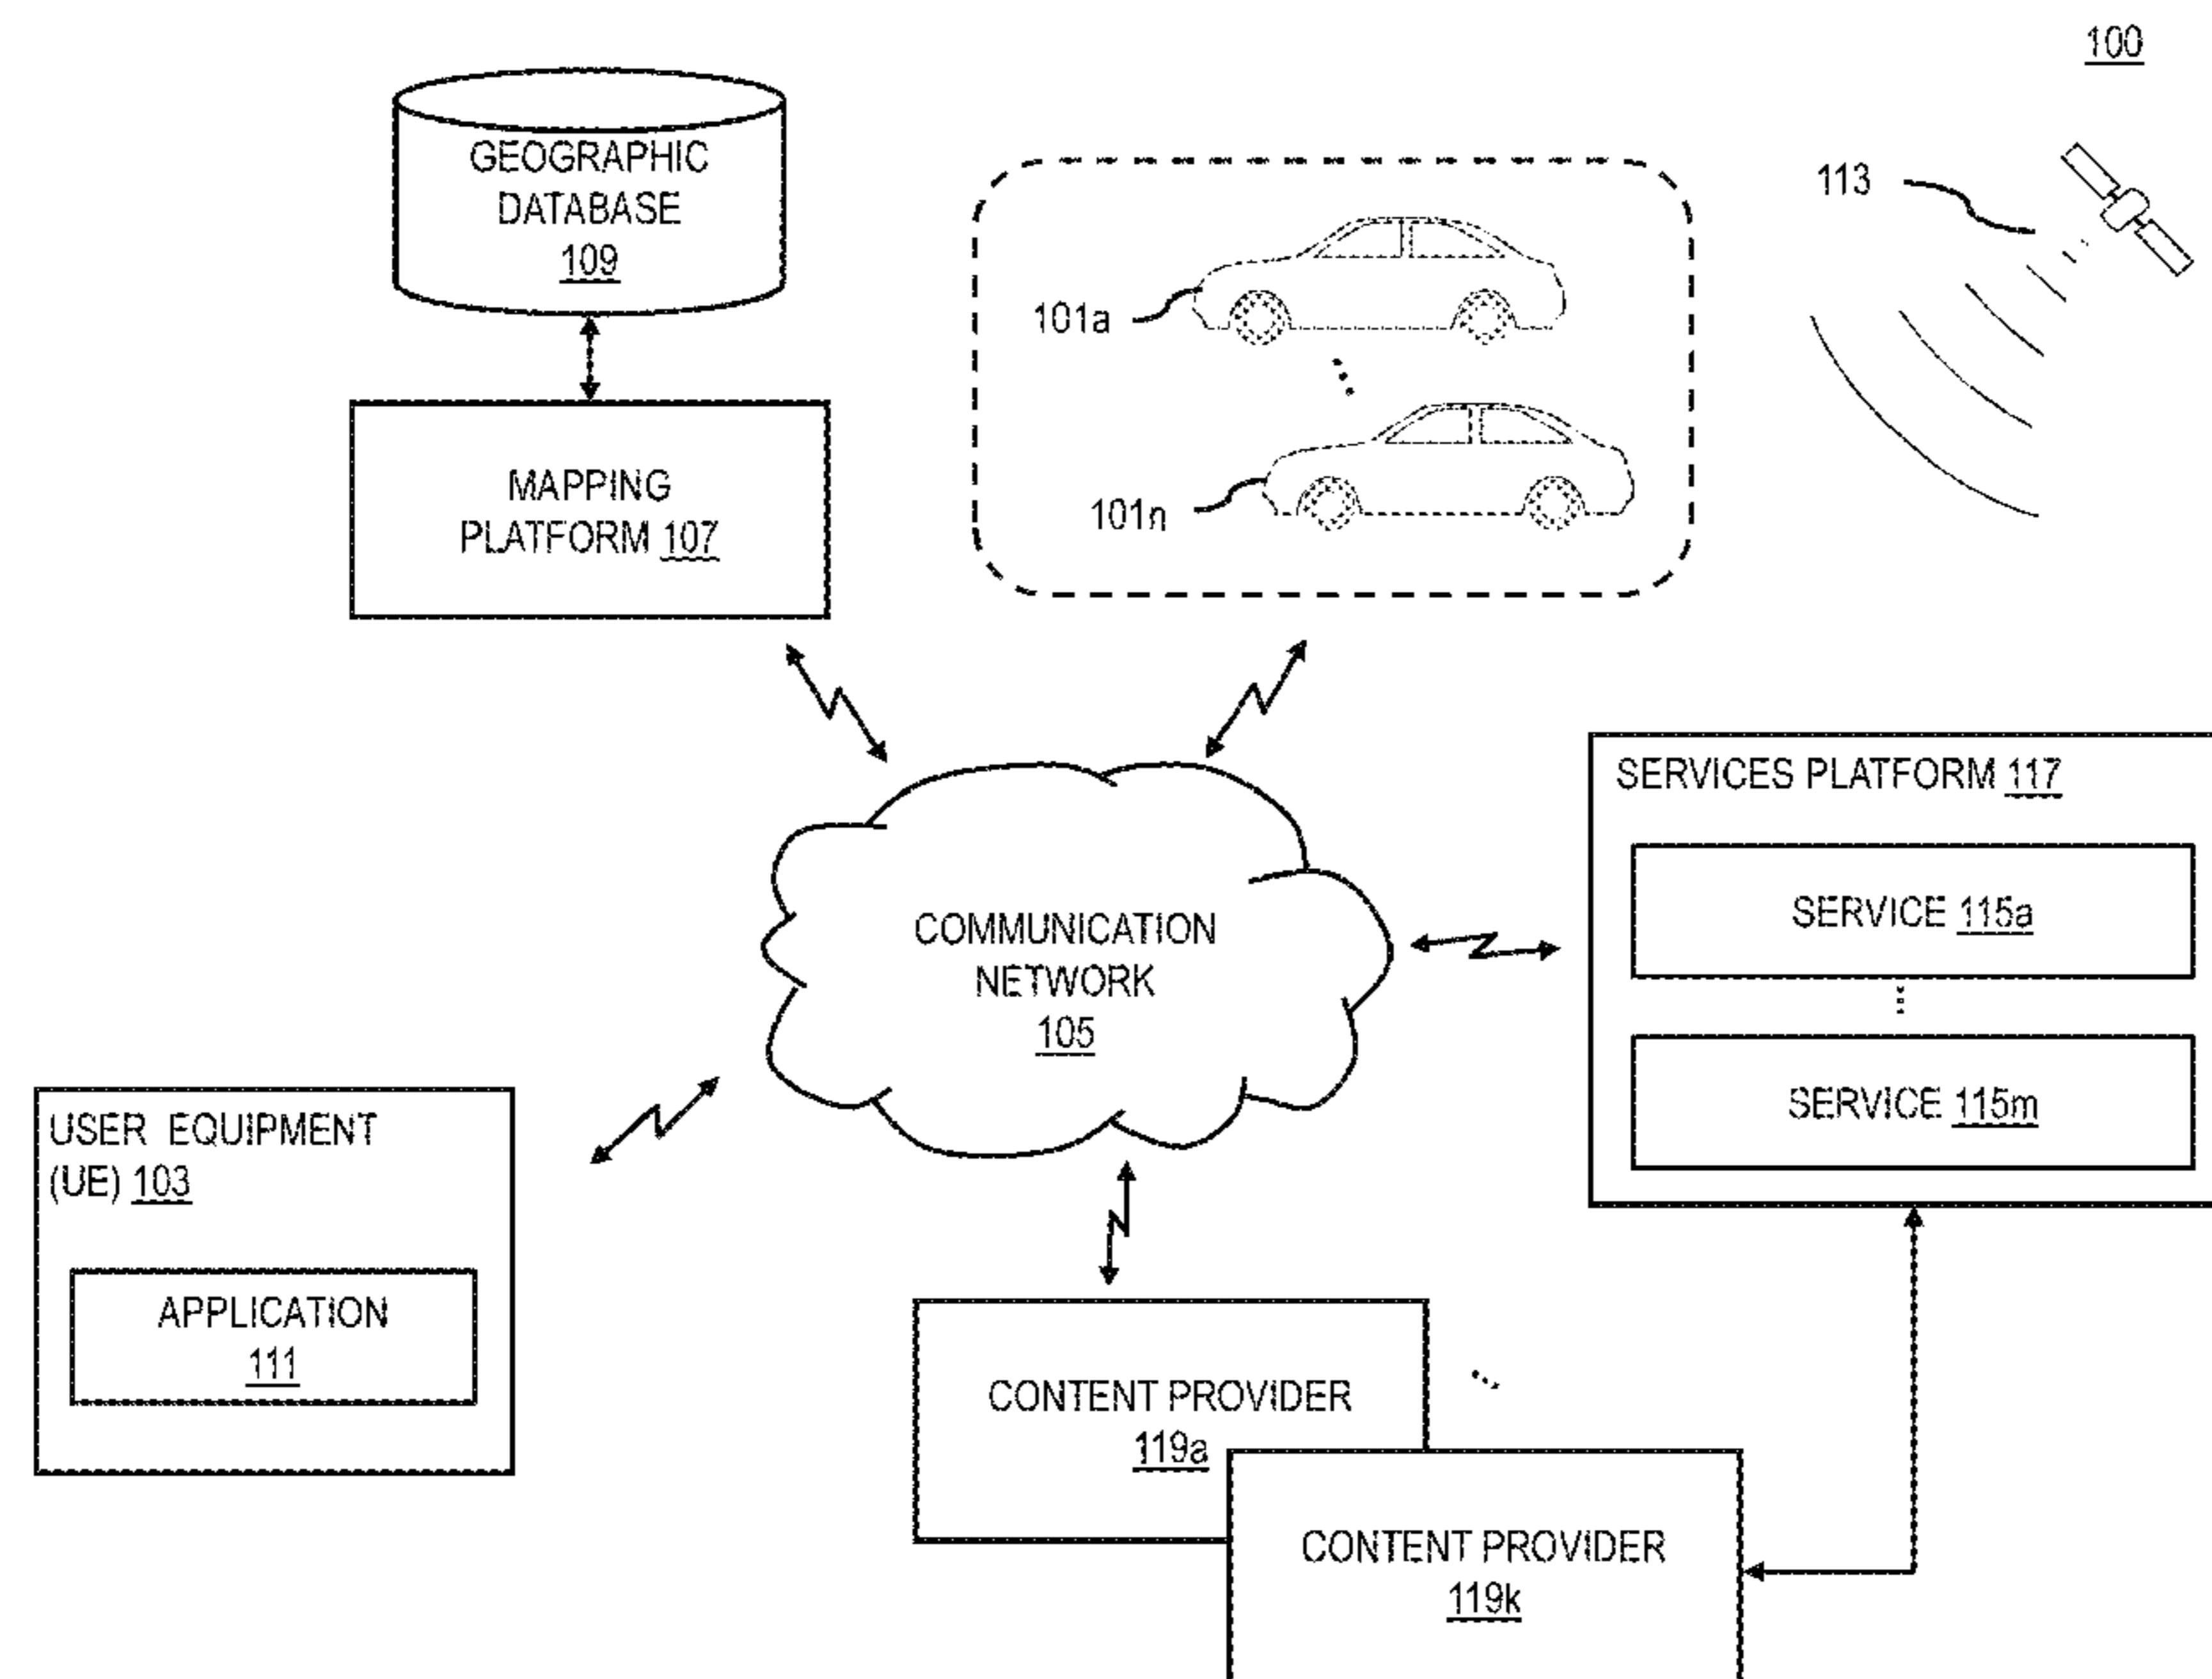 100
GEOGRAPHIC
DATABASE
109
113
101a
MAPPING
PLATFORM 107
101n
SERVICES PLATFORM 117
SERVICE 115a
COMMUNICATION
NETWORK
105
SERVICE 115m
USER EQUIPMENT
(UE) 103
APPLICATION
111
CONTENT PROVIDER
119a
CONTENT PROVIDER
119k